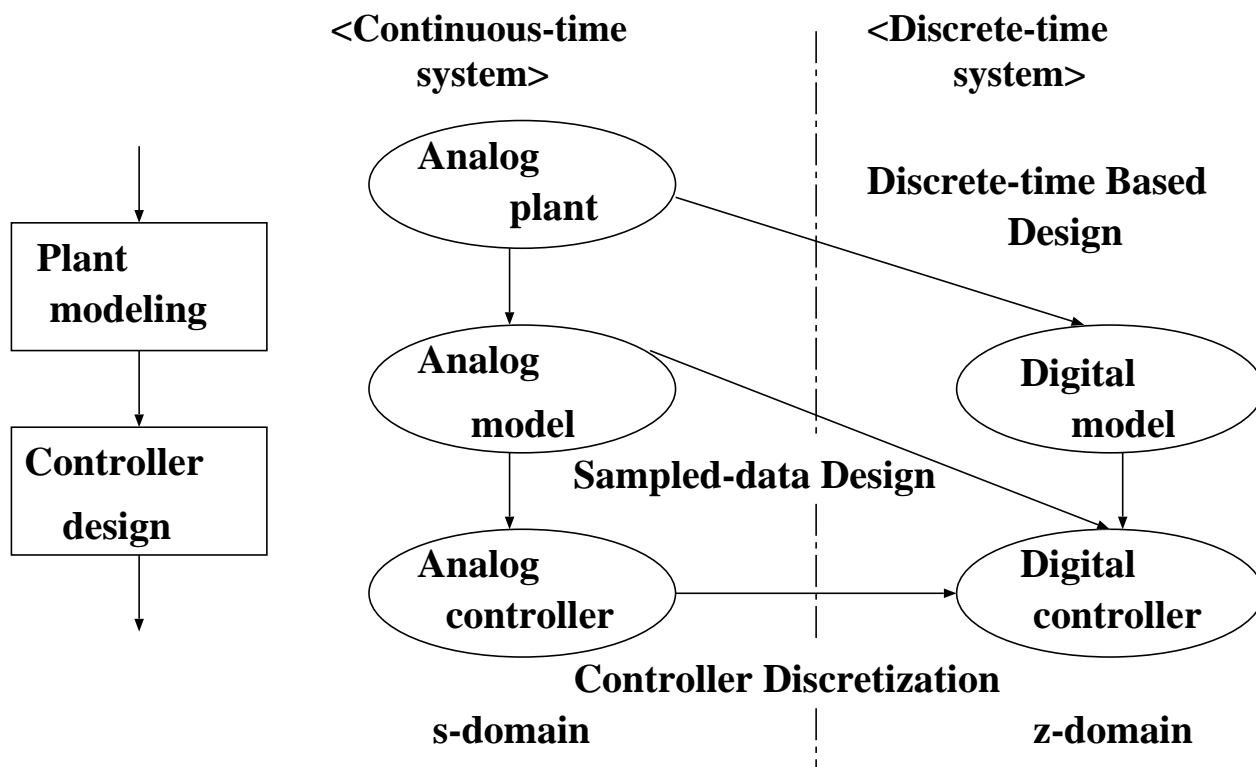 <Continuous-time
system>
<Discrete-time
system>
Plant
modeling
Controller
design
Analog
plant
Analog
model
Analog
controller
Discrete-time Based
Design
Digital
model
Digital
controller
Sampled-data Design
Controller Discretization
s-domain
z-domain